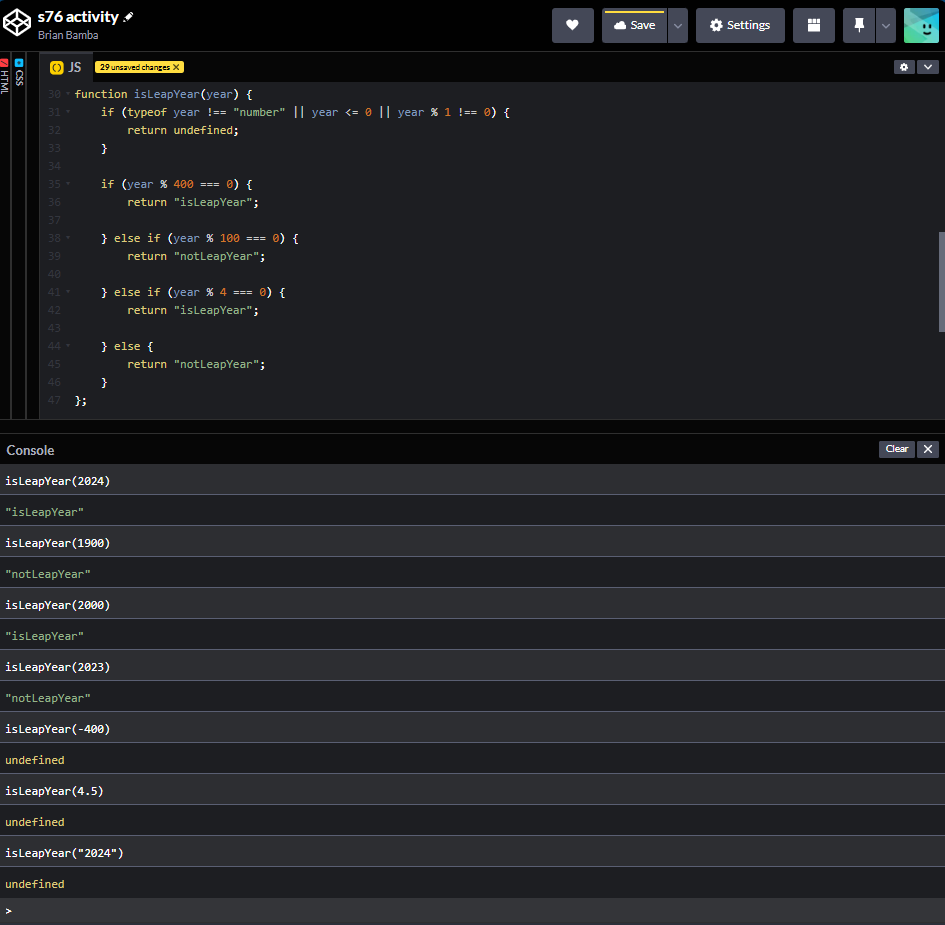 s76 activity
Brian Bamba
Save
Settings
HTML
CSS
JS
29 unsaved changes X
30 function isLeapYear(year) {
31     if (typeof year !== "number" || year <= 0 || year % 1 !== 0) {
32         return undefined;
33     }
34
35     if (year % 400 === 0) {
36         return "isLeapYear";
37
38     } else if (year % 100 === 0) {
39         return "notLeapYear";
40
41     } else if (year % 4 === 0) {
42         return "isLeapYear";
43
44     } else {
45         return "notLeapYear";
46     }
47 };
Console
Clear X
isLeapYear(2024)
"isLeapYear"
isLeapYear(1900)
"notLeapYear"
isLeapYear(2000)
"isLeapYear"
isLeapYear(2023)
"notLeapYear"
isLeapYear(-400)
undefined
isLeapYear(4.5)
undefined
isLeapYear("2024")
undefined
>